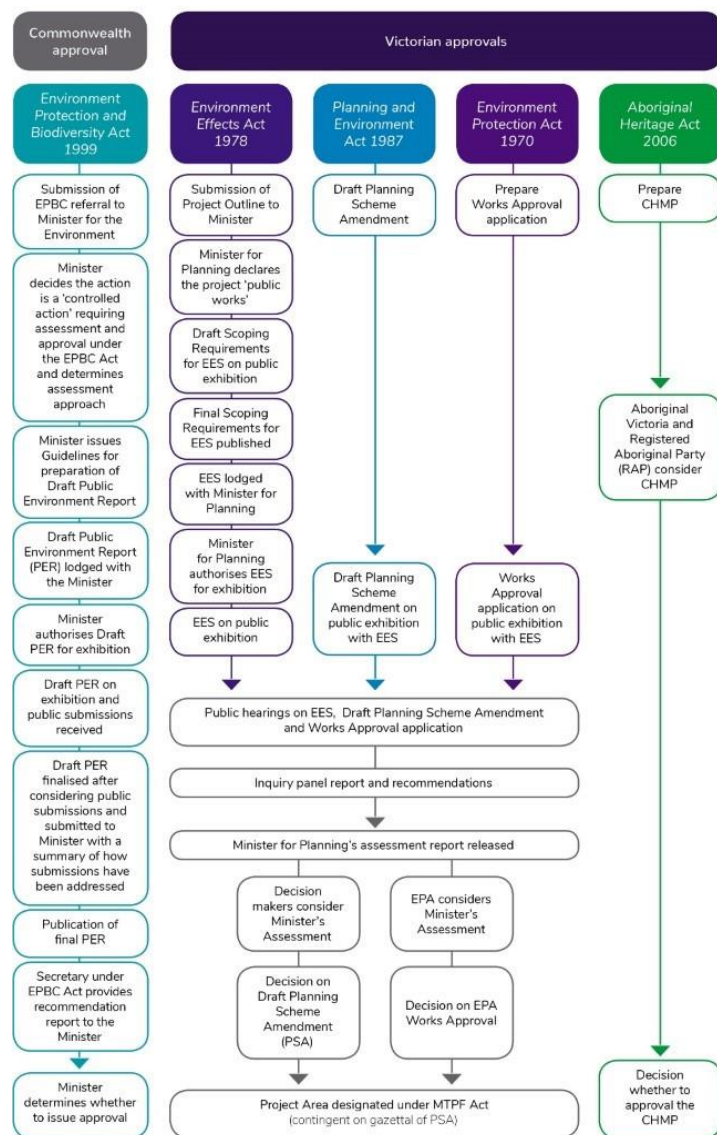 Commonwealth
approval
Victorian approvals
Environment
Protection and
Biodiversity Act
1999
Submission of
EPBC referral to
Minister for the
Environment
Minister
decides the action
is a ‘controlled
action’ requiring
assessment and
approval under
the EPBC Act
and determines
assessment
approach
Minister issues
Guidelines for
preparation of
Draft Public
Environment Report
Draft Public
Environment Report
(PER) lodged with
the Minister
Minister
authorises Draft
PER for exhibition
Draft PER on
exhibition and
public submissions
received
Draft PER
finalised after
considering public
submissions and
submitted to
Minister with a
summary of how
submissions have
been addressed
Publication of
final PER
Secretary under
EPBC Act provides
recommendation
report to the
Minister
Minister
determines whether
to issue approval
Environment
Effects Act
1978
Submission of
Project Outline to
Minister
Minister for
Planning declares
the project ‘public
works’
Draft Scoping
Requirements
for EES on public
exhibition
Final Scoping
Requirements for
EES published
EES lodged
with Minister for
Planning
Minister
for Planning
authorises EES
for exhibition
EES on public
exhibition
Planning and
Environment
Act 1987
Draft Planning
Scheme
Amendment
Draft Planning
Scheme
Amendment on
public exhibition
with EES
Environment
Protection Act
1970
Prepare
Works Approval
application
Works
Approval
application on
public exhibition
with EES
Public hearings on EES, Draft Planning Scheme Amendment
and Works Approval application
Inquiry panel report and recommendations
Minister for Planning’s assessment report released
Decision
makers consider
Minister’s
Assessment
Decision on
Draft Planning
Scheme
Amendment
(PSA)
EPA considers
Minister’s
Assessment
Decision on EPA
Works Approval
Project Area designated under MTPF Act
(contingent on gazettal of PSA)
Aboriginal
Heritage Act
2006
Prepare
CHMP
Aboriginal
Victoria and
Registered
Aboriginal Party
(RAP) consider
CHMP
Decision
whether to
approve the
CHMP